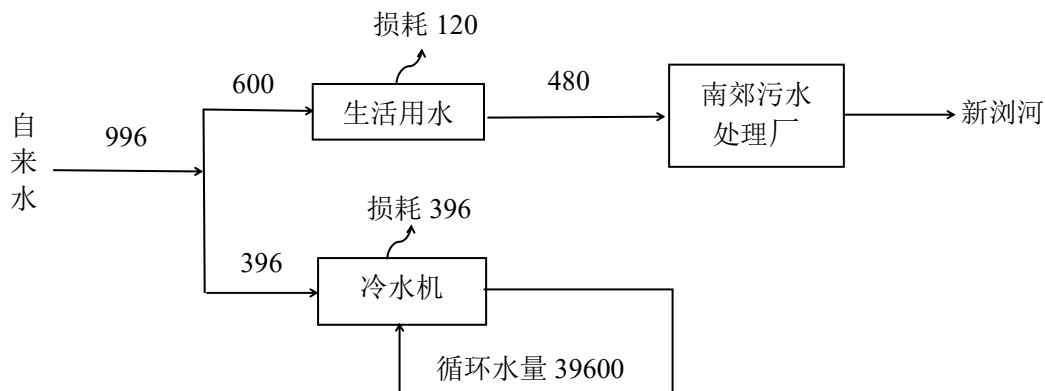 损耗 120
600
480
生活用水
南郊污水
处理厂
新浏河
自
来
水
996
损耗 396
396
冷水机
循环水量 39600